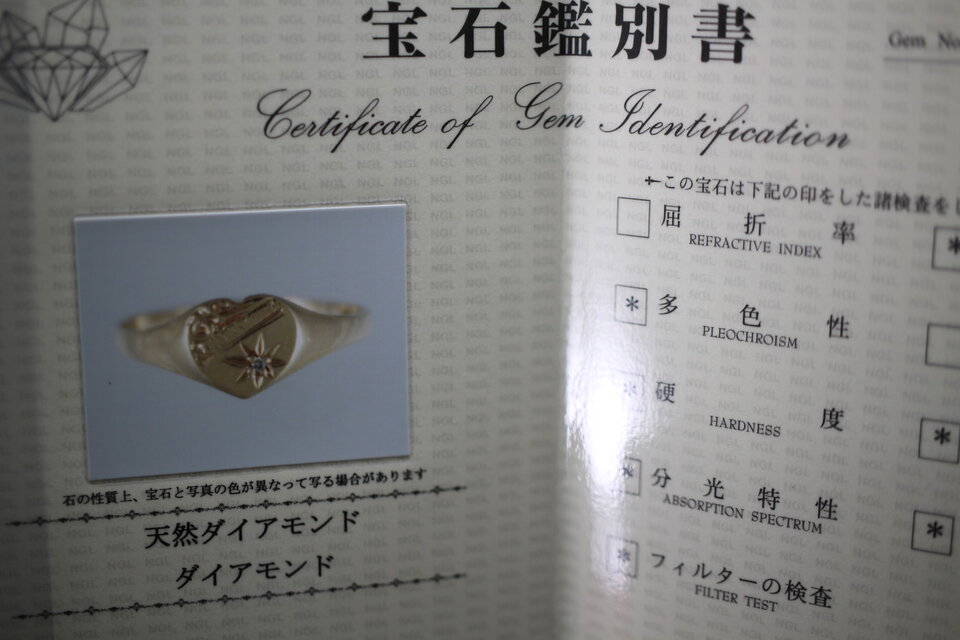 宝石鑑別書
Gem No
Certificate of Gem Identification
←この宝石は下記の印をした諸検査を
屈折率
REFRACTIVE INDEX
*
* 多色性
PLEOCHROISM
* 硬度
HARDNESS
*
* 分光特性
ABSORPTION SPECTRUM
*
* フィルターの検査
FILTER TEST
石の性質上、宝石と写真の色が異なって写る場合があります
天然ダイアモンド
ダイアモンド